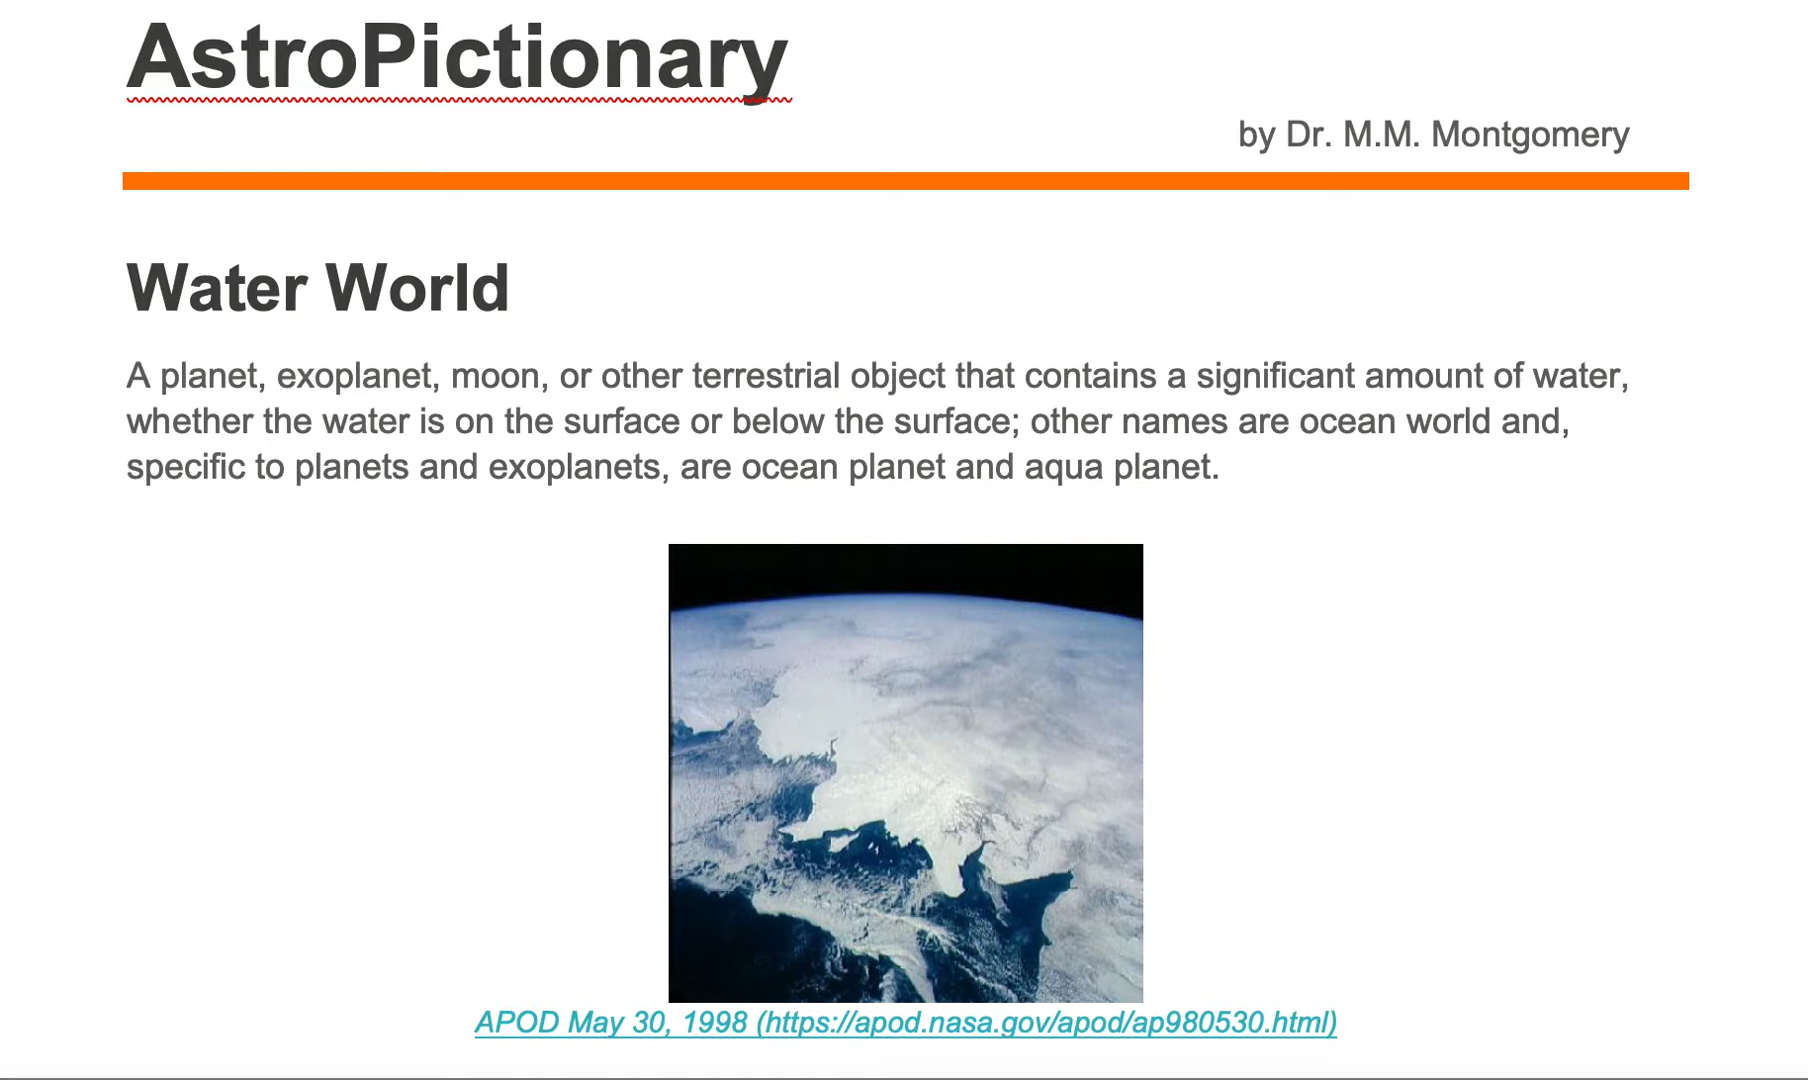 AstroPictionary
by Dr. M.M. Montgomery
Water World
A planet, exoplanet, moon, or other terrestrial object that contains a significant amount of water,
whether the water is on the surface or below the surface; other names are ocean world and,
specific to planets and exoplanets, are ocean planet and aqua planet.
APOD May 30, 1998 (https://apod.nasa.gov/apod/ap980530.html)